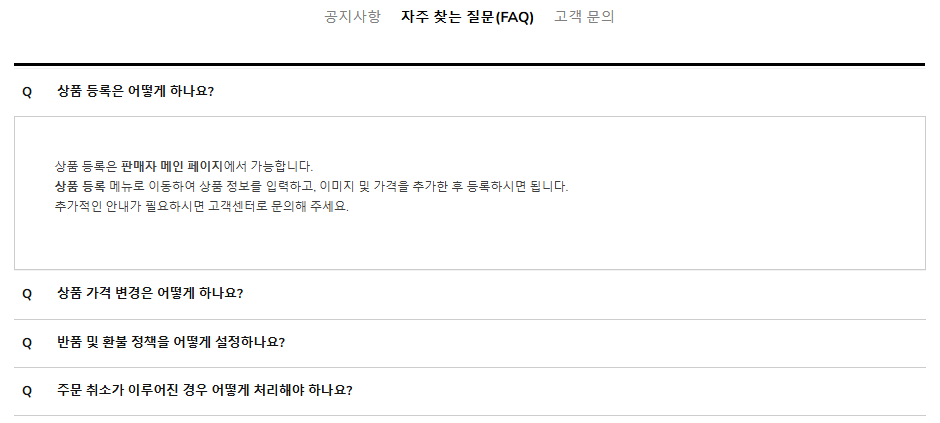 공지사항 자주 찾는 질문(FAQ) 고객 문의
Q 상품 등록은 어떻게 하나요?
상품 등록은 판매자 메인 페이지에서 가능합니다.
상품 등록 메뉴로 이동하여 상품 정보를 입력하고, 이미지 및 가격을 추가한 후 등록하시면 됩니다.
추가적인 안내가 필요하시면 고객센터로 문의해 주세요.
Q 상품 가격 변경은 어떻게 하나요?
Q 반품 및 환불 정책을 어떻게 설정하나요?
Q 주문 취소가 이루어진 경우 어떻게 처리해야 하나요?